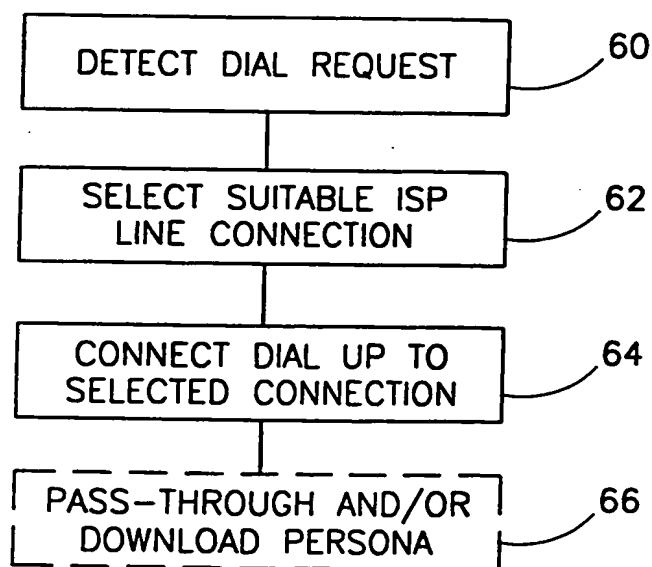 DETECT DIAL REQUEST
60
SELECT SUITABLE ISP
LINE CONNECTION
62
CONNECT DIAL UP TO
SELECTED CONNECTION
64
PASS-THROUGH AND/OR
DOWNLOAD PERSONA
66